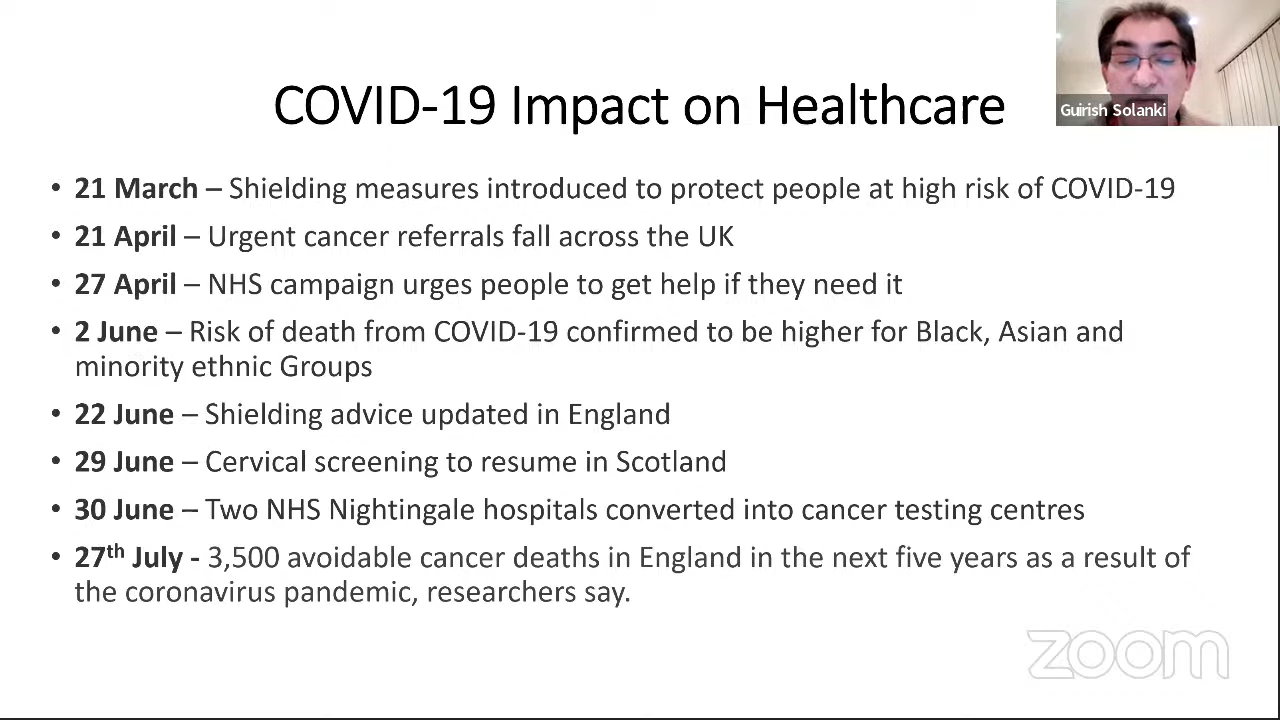 COVID-19 Impact on Healthcare
Guirish Solanki
• 21 March – Shielding measures introduced to protect people at high risk of COVID-19
• 21 April – Urgent cancer referrals fall across the UK
• 27 April – NHS campaign urges people to get help if they need it
• 2 June – Risk of death from COVID-19 confirmed to be higher for Black, Asian and
minority ethnic Groups
• 22 June – Shielding advice updated in England
• 29 June – Cervical screening to resume in Scotland
• 30 June – Two NHS Nightingale hospitals converted into cancer testing centres
• 27th July - 3,500 avoidable cancer deaths in England in the next five years as a result of
the coronavirus pandemic, researchers say.
zoom